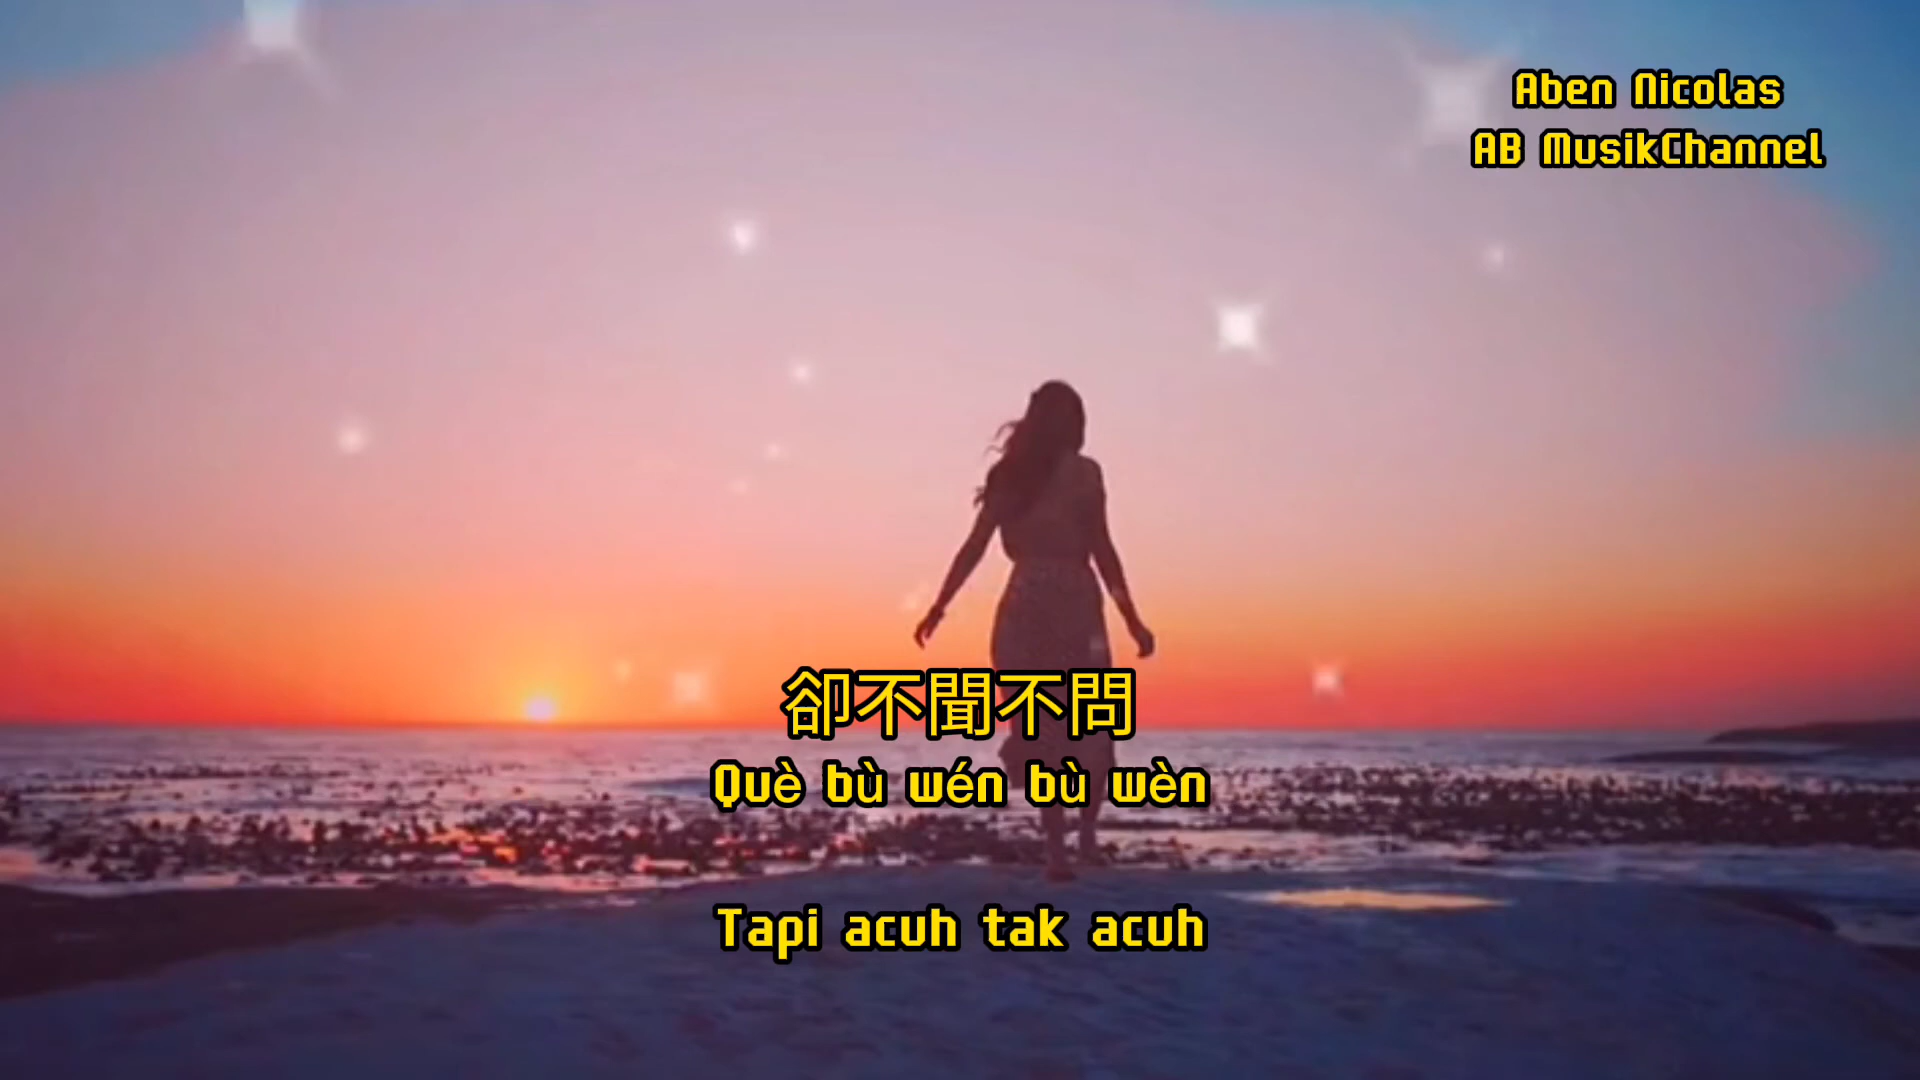 Aben Nicolas
AB MusikChannel
卻不聞不問
Què bù wén bù wèn
Tapi acuh tak acuh